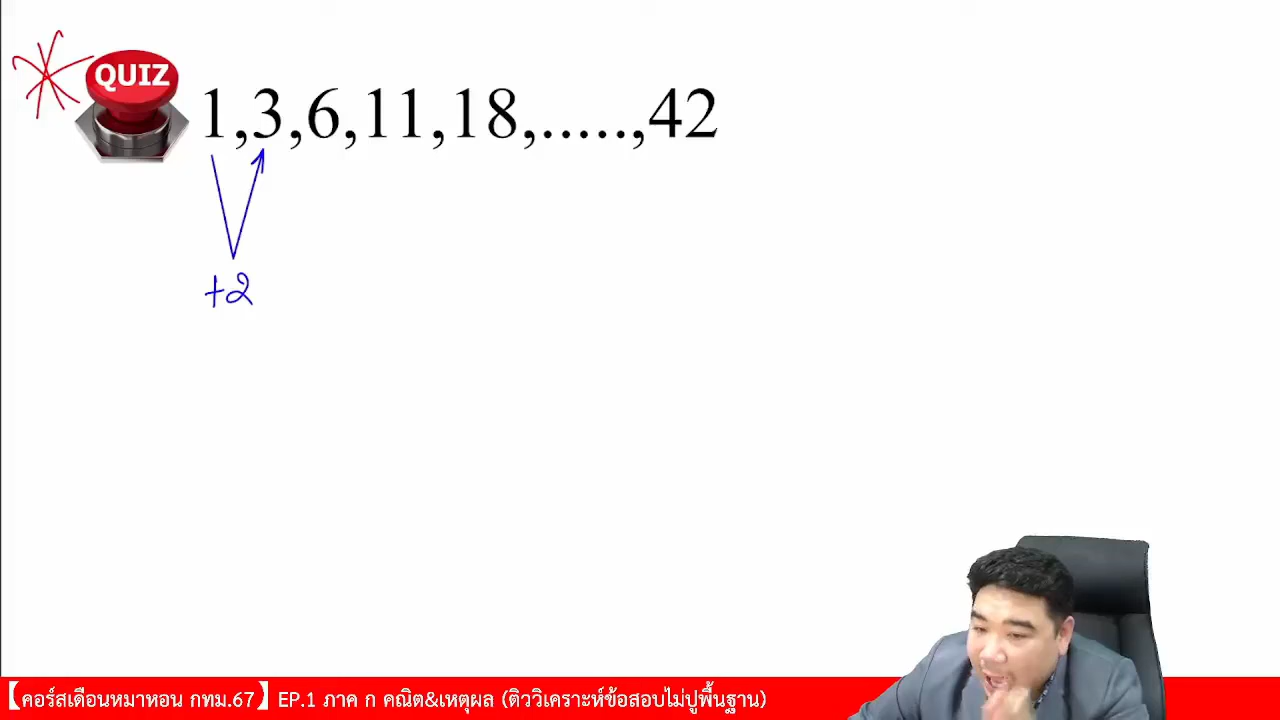 QUIZ 1,3,6,11,18,.....,42
+2
【คอร์สเดือนหมาหอน กทม.67】 EP.1 ภาค ก คณิต&เหตุผล (ติววิเคราะห์ข้อสอบไม่ปูพื้นฐาน)